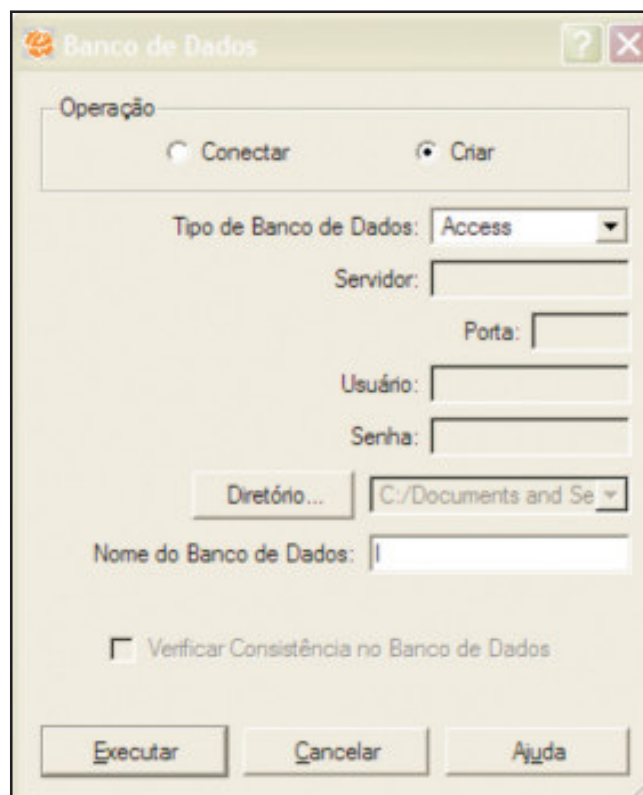 Banco de Dados
Operação
Conectar Criar
Tipo de Banco de Dados: Access
Servidor:
Porta:
Usuário:
Senha:
Diretório... C:/Documents and Se
Nome do Banco de Dados:
Verificar Consistência no Banco de Dados
Executar Cancelar Ajuda